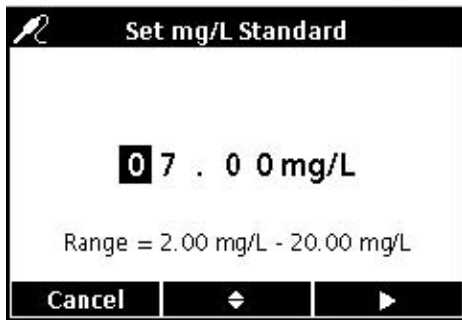 Set mg/L Standard
07.00mg/L
Range = 2.00 mg/L - 20.00 mg/L
Cancel